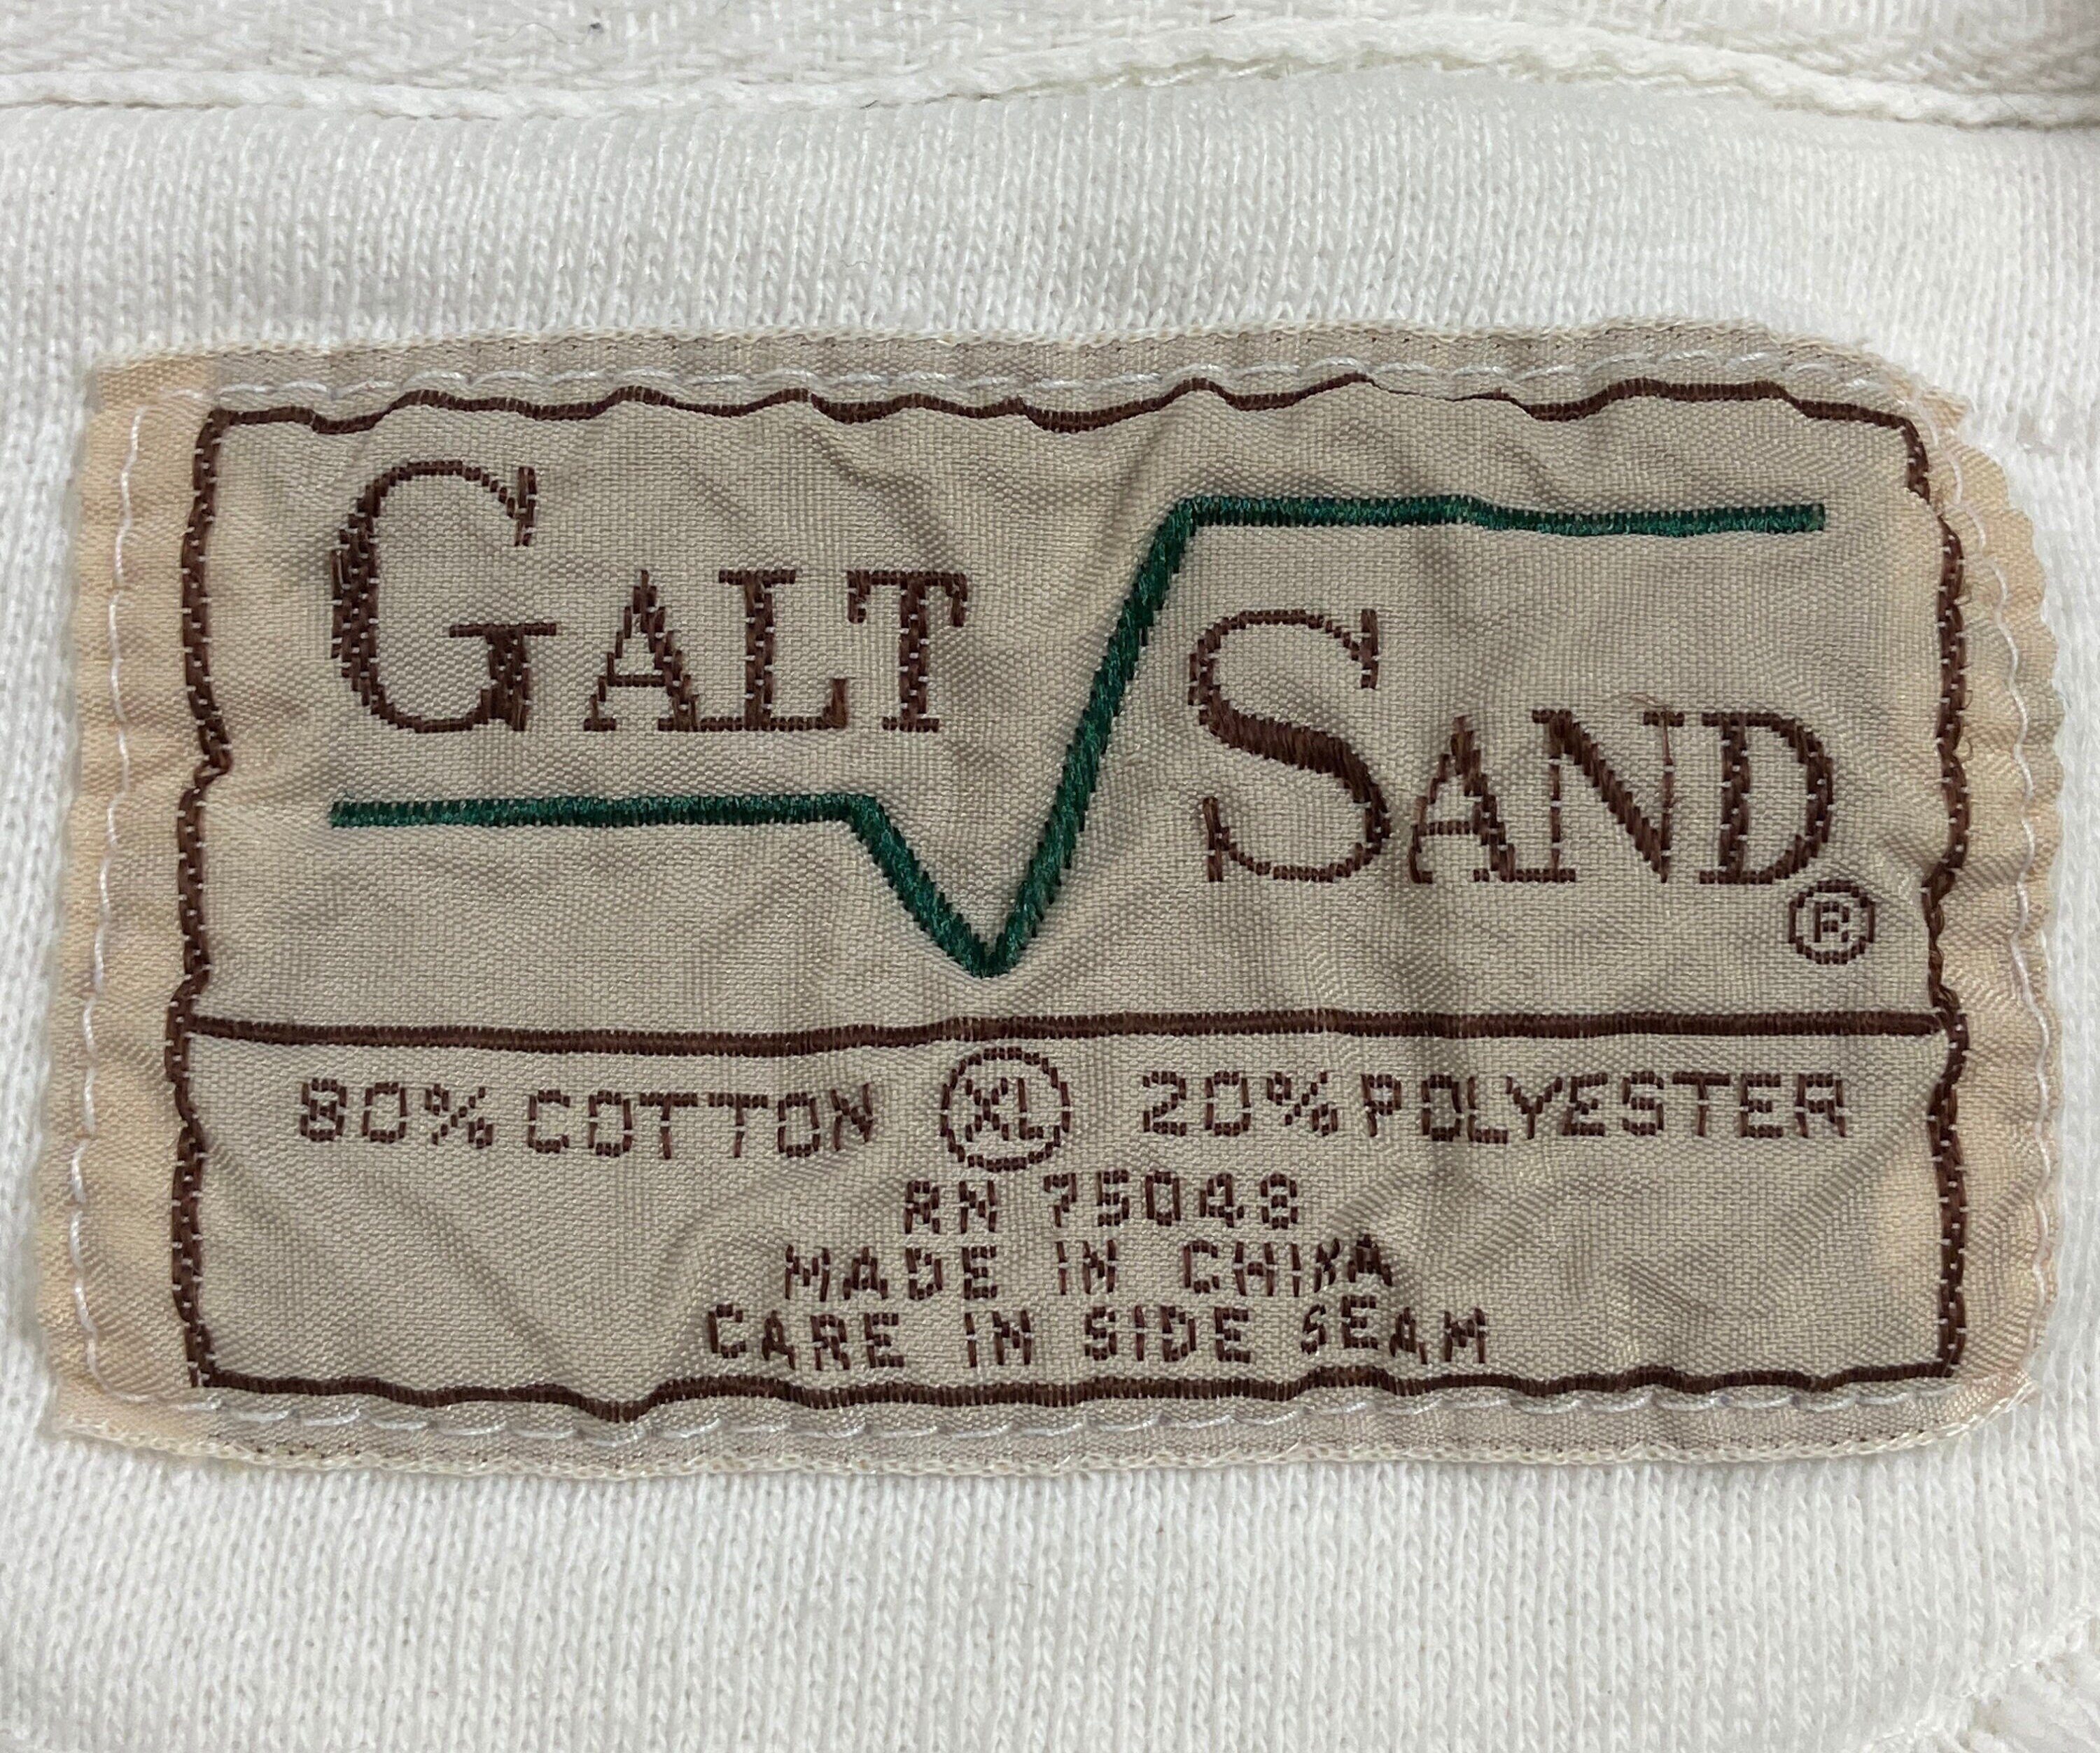 GALT SAND®
80% COTTON XL 20% POLYESTER
RN 75048
MADE IN CHINA
CARE IN SIDE SEAM